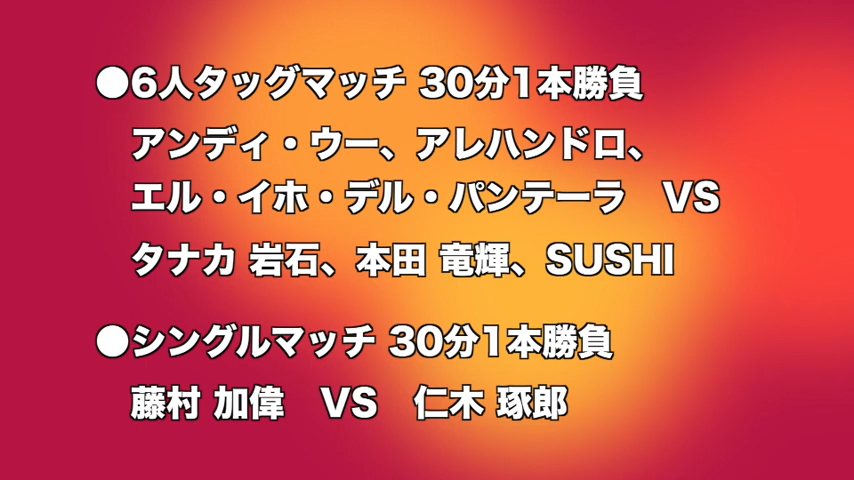 ●6人タッグマッチ 30分1本勝負
アンディ・ウー、アレハンドロ、
エル・イホ・デル・パンテーラ　VS
タナカ 岩石、本田 竜輝、SUSHI
●シングルマッチ 30分1本勝負
藤村 加偉　VS　仁木 琢郎